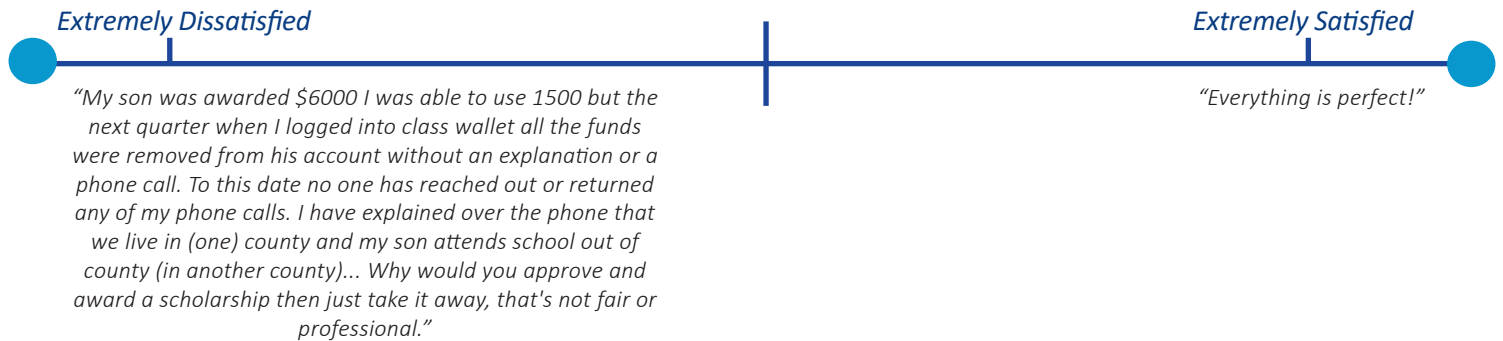 Extremely Dissatisfied
Extremely Satisfied
“My son was awarded $6000 I was able to use 1500 but the
next quarter when I logged into class wallet all the funds
were removed from his account without an explanation or a
phone call. To this date no one has reached out or returned
any of my phone calls. I have explained over the phone that
we live in (one) county and my son attends school out of
county (in another county)... Why would you approve and
award a scholarship then just take it away, that's not fair or
professional.”
“Everything is perfect!”